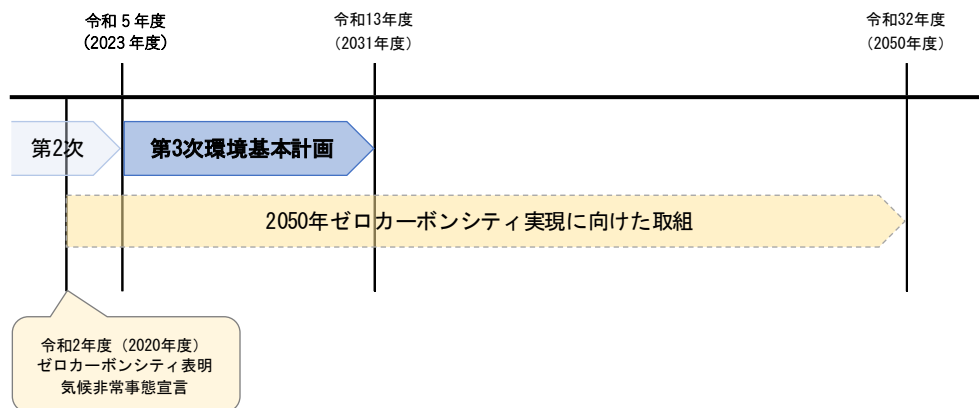 令和５年度
（2023 年度）
令和13年度
（2031年度）
令和32年度
（2050年度）
第2次
第3次環境基本計画
2050年ゼロカーボンシティ実現に向けた取組
令和2年度（2020年度）
ゼロカーボンシティ表明
気候非常事態宣言